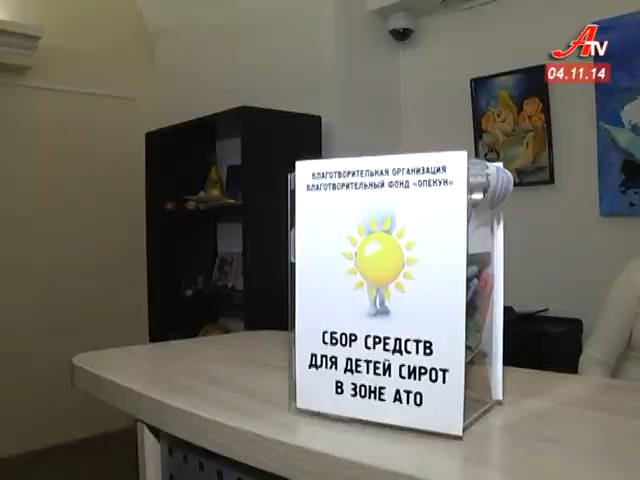 ATV
04.11.14
БЛАГОТВОРИТЕЛЬНАЯ ОРГАНИЗАЦИЯ
БЛАГОТВОРИТЕЛЬНЫЙ ФОНД «ОПЕКУН»
СБОР СРЕДСТВ
ДЛЯ ДЕТЕЙ СИРОТ
В ЗОНЕ АТО